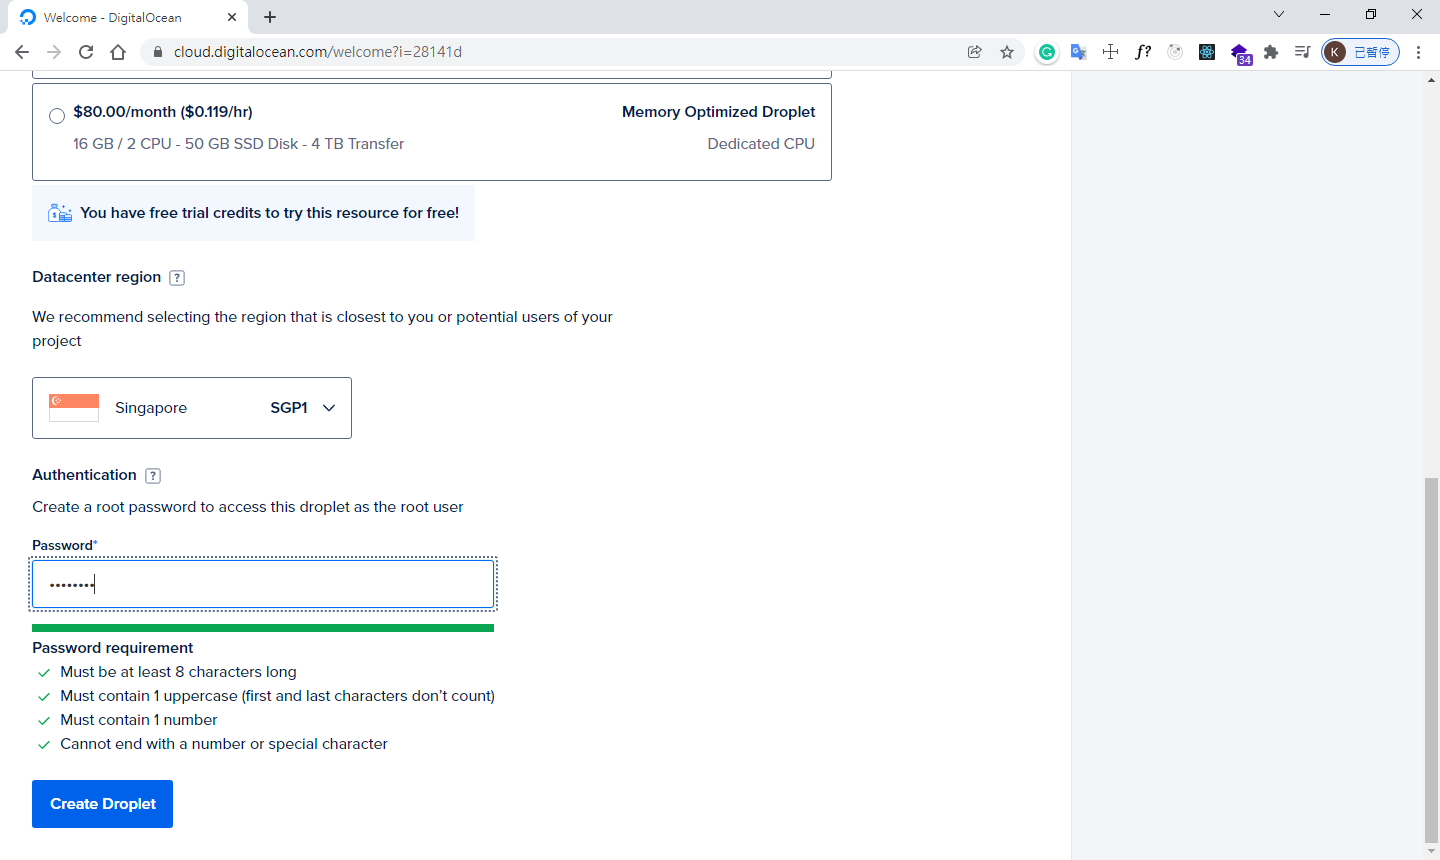 Welcome - DigitalOcean
cloud.digitalocean.com/welcome?i=28141d
f?
34
K 已暫停
$80.00/month ($0.119/hr) Memory Optimized Droplet
16 GB / 2 CPU - 50 GB SSD Disk - 4 TB Transfer Dedicated CPU
You have free trial credits to try this resource for free!
Datacenter region ?
We recommend selecting the region that is closest to you or potential users of your
project
Singapore SGP1
Authentication ?
Create a root password to access this droplet as the root user
Password*
••••••••
Password requirement
Must be at least 8 characters long
Must contain 1 uppercase (first and last characters don’t count)
Must contain 1 number
Cannot end with a number or special character
Create Droplet